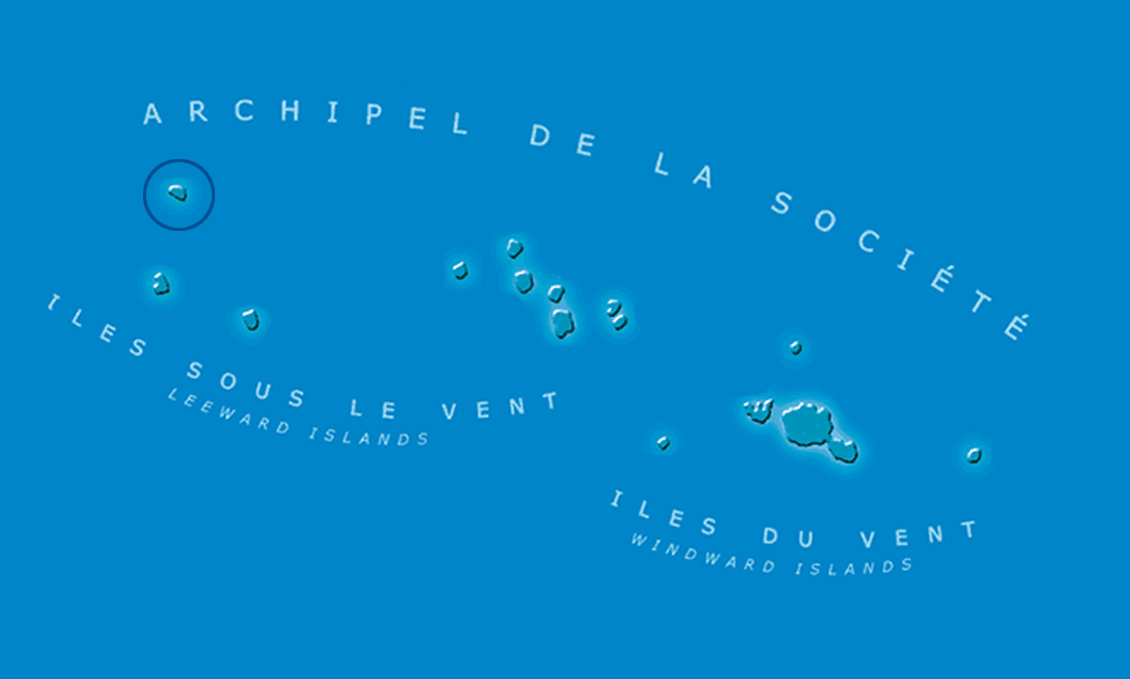 ARCHIPEL DE LA SOCIÉTÉ
ILES SOUS LE VENT
LEEWARD ISLANDS
ILES DU VENT
WINDWARD ISLANDS